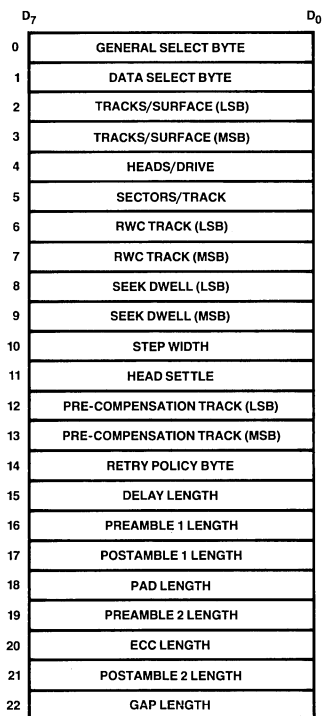 D7 D0
0 GENERAL SELECT BYTE
1 DATA SELECT BYTE
2 TRACKS/SURFACE (LSB)
3 TRACKS/SURFACE (MSB)
4 HEADS/DRIVE
5 SECTORS/TRACK
6 RWC TRACK (LSB)
7 RWC TRACK (MSB)
8 SEEK DWELL (LSB)
9 SEEK DWELL (MSB)
10 STEP WIDTH
11 HEAD SETTLE
12 PRE-COMPENSATION TRACK (LSB)
13 PRE-COMPENSATION TRACK (MSB)
14 RETRY POLICY BYTE
15 DELAY LENGTH
16 PREAMBLE 1 LENGTH
17 POSTAMBLE 1 LENGTH
18 PAD LENGTH
19 PREAMBLE 2 LENGTH
20 ECC LENGTH
21 POSTAMBLE 2 LENGTH
22 GAP LENGTH